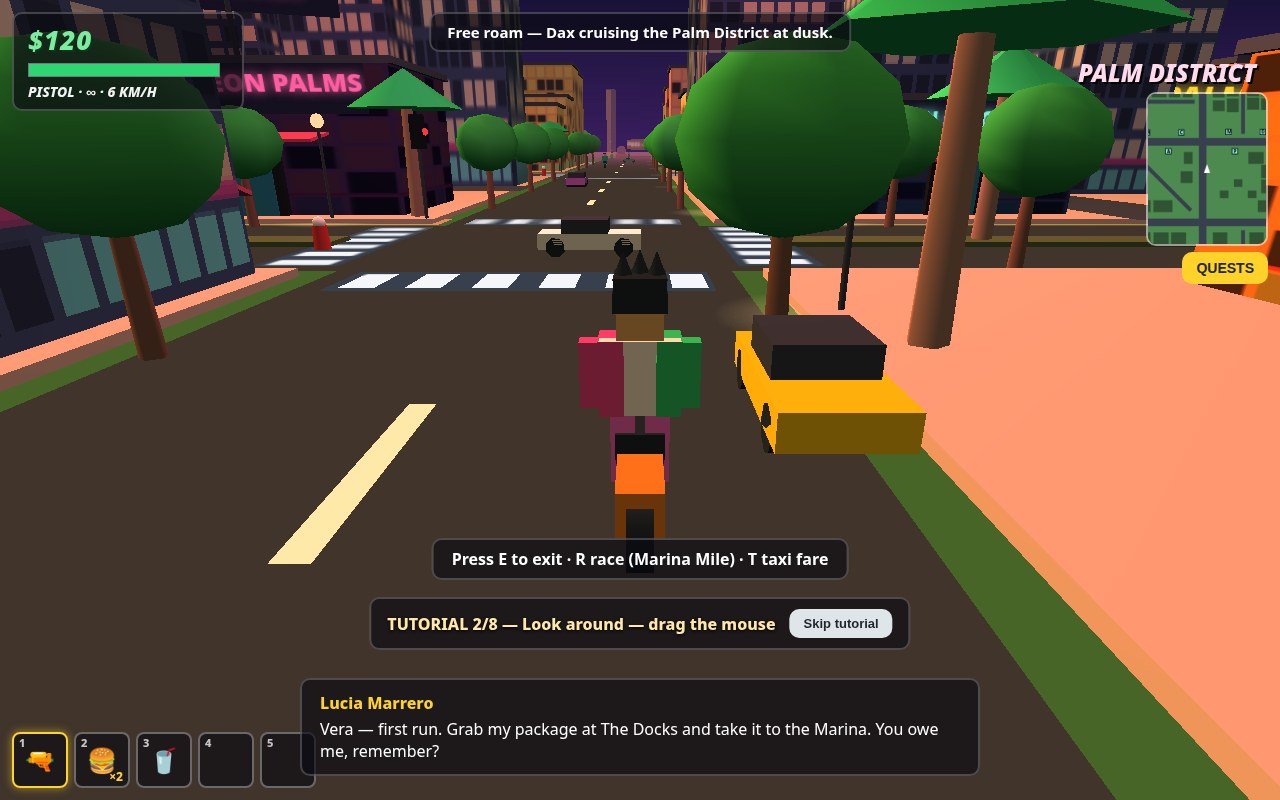 $120
PISTOL · ∞ · 6 KM/H
Free roam — Dax cruising the Palm District at dusk.
EON PALMS
PALM DISTRICT
QUESTS
Press E to exit · R race (Marina Mile) · T taxi fare
TUTORIAL 2/8 — Look around — drag the mouse
Skip tutorial
Lucia Marrero
Vera — first run. Grab my package at The Docks and take it to the Marina. You owe
me, remember?
1
2
×2
3
4
5